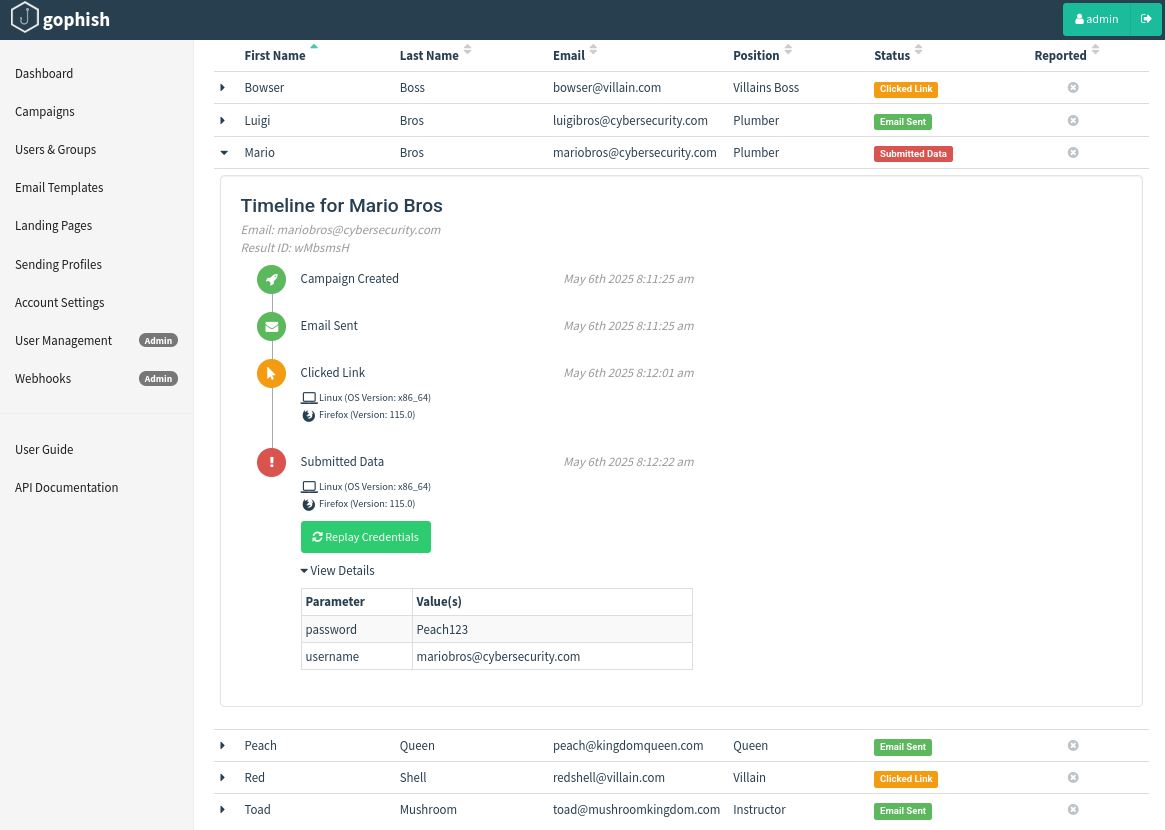 gophish
admin
Dashboard
Campaigns
Users & Groups
Email Templates
Landing Pages
Sending Profiles
Account Settings
User Management Admin
Webhooks Admin
User Guide
API Documentation
First Name Last Name Email Position Status Reported
Bowser Boss bowser@villain.com Villains Boss Clicked Link
Luigi Bros luigibros@cybersecurity.com Plumber Email Sent
Mario Bros mariobros@cybersecurity.com Plumber Submitted Data
Timeline for Mario Bros
Email: mariobros@cybersecurity.com
Result ID: wMbsmsH
Campaign Created May 6th 2025 8:11:25 am
Email Sent May 6th 2025 8:11:25 am
Clicked Link May 6th 2025 8:12:01 am
Linux (OS Version: x86_64)
Firefox (Version: 115.0)
Submitted Data May 6th 2025 8:12:22 am
Linux (OS Version: x86_64)
Firefox (Version: 115.0)
Replay Credentials
View Details
Parameter Value(s)
password Peach123
username mariobros@cybersecurity.com
Peach Queen peach@kingdomqueen.com Queen Email Sent
Red Shell redshell@villain.com Villain Clicked Link
Toad Mushroom toad@mushroomkingdom.com Instructor Email Sent